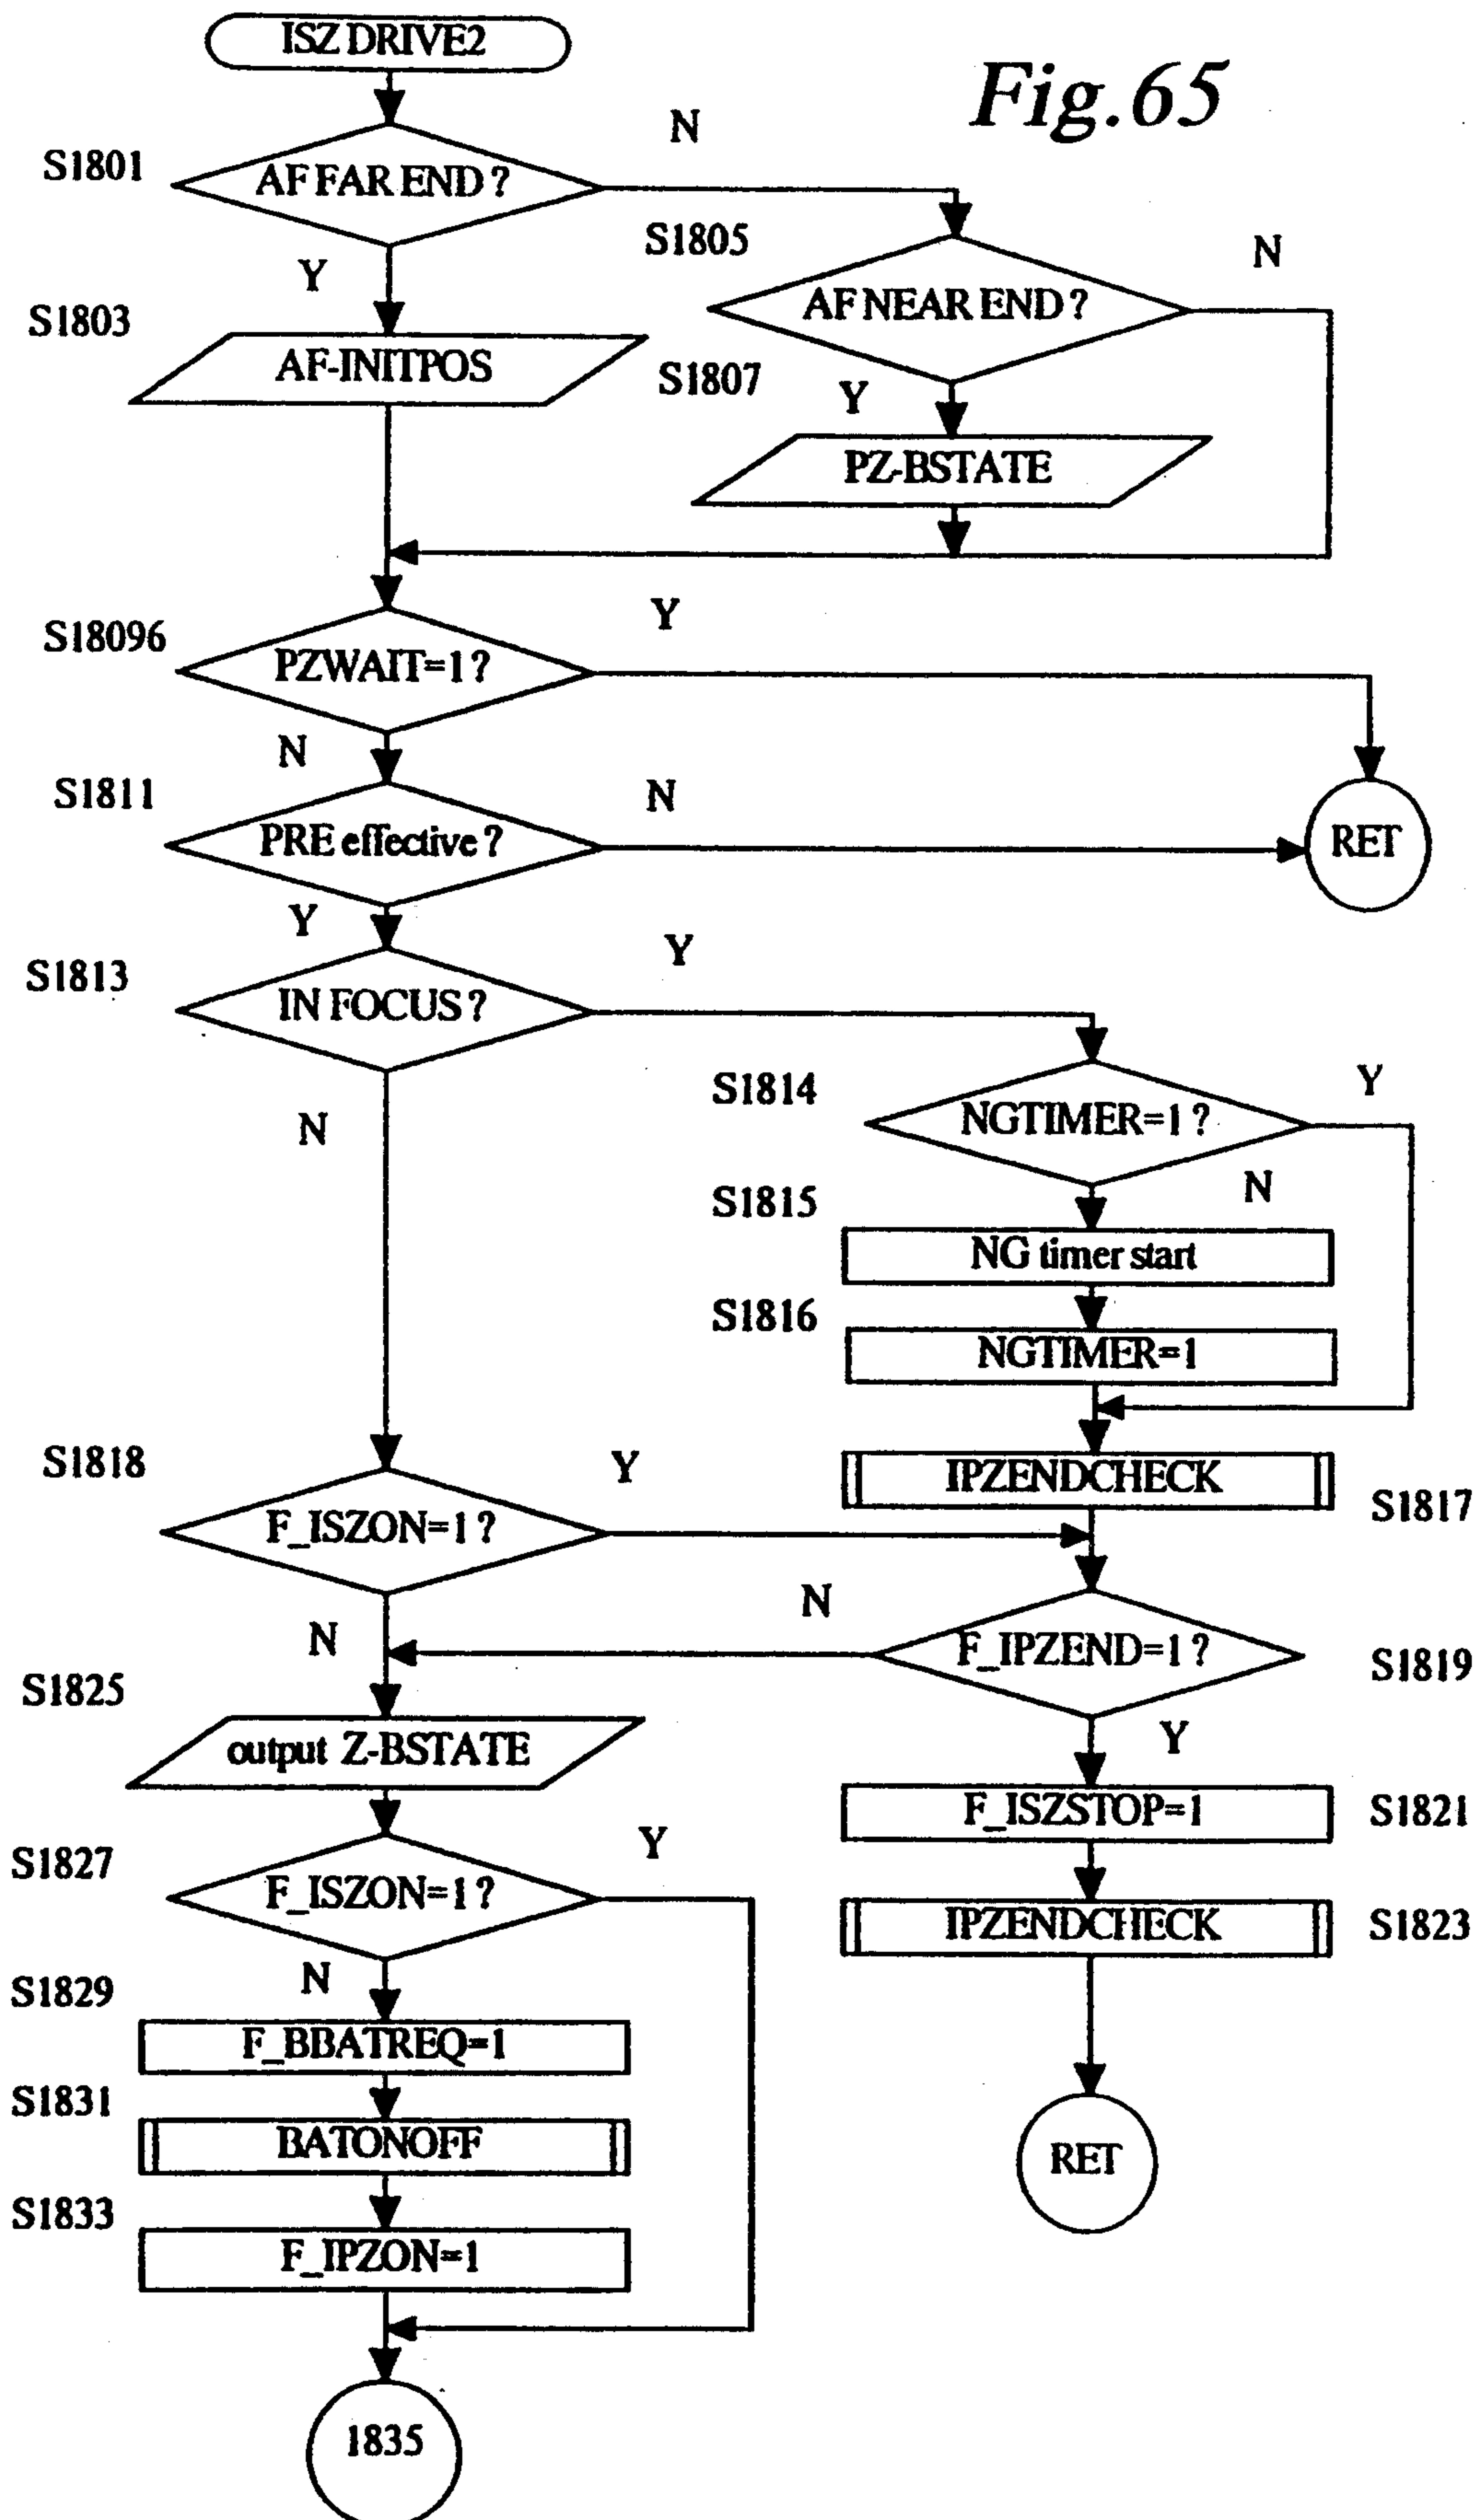 ISZ DRIVE2
Fig.65
N
S1801
AF FAR END ?
S1805
N
Y
AF NEAR END ?
S1803
AF-INITPOS
S1807
Y
PZ-BSTATE
Y
S18096
PZWAIT=1 ?
N
S1811
N
PRE effective ?
RET
Y
Y
S1813
IN FOCUS ?
S1814
Y
NGTIMER=1 ?
N
S1815
N
NG timer start
S1816
NGTIMER=1
S1818
Y
IPZENDCHECK
S1817
F_ISZON=1 ?
N
N
F_IPZEND=1 ?
S1819
S1825
Y
output Z-BSTATE
F_ISZSTOP=1
S1821
Y
S1827
F_ISZON=1 ?
IPZENDCHECK
S1823
N
S1829
F_BBATREQ=1
S1831
BATONOFF
RET
S1833
F_IPZON=1
1835